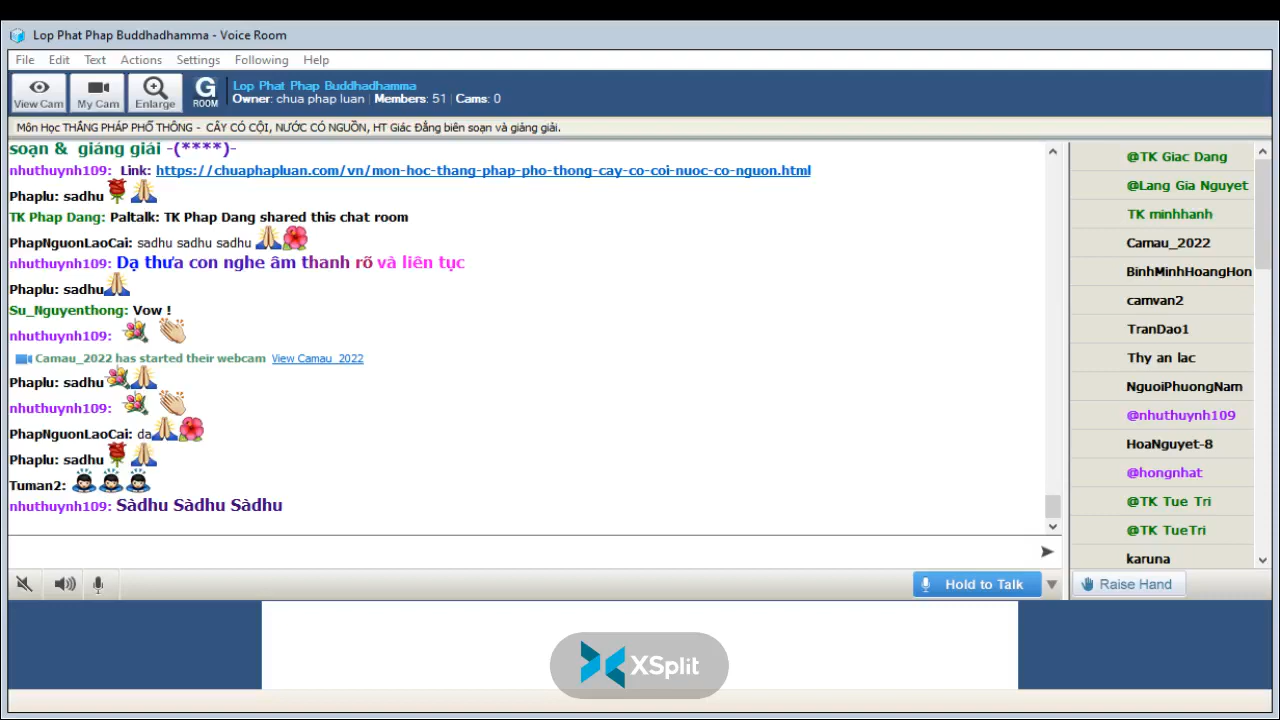 Lop Phat Phap Buddhadhamma - Voice Room
File Edit Text Actions Settings Following Help
View Cam My Cam Enlarge G ROOM
Lop Phat Phap Buddhadhamma
Owner: chua phap luan | Members: 51 | Cams: 0
Môn Học THẮNG PHÁP PHỔ THÔNG - CÂY CÓ CỘI, NƯỚC CÓ NGUỒN, HT Giác Đẳng biên soạn và giảng giải.
soạn & giảng giải -(****)-
nhuthuynh109: Link: https://chuaphapluan.com/vn/mon-hoc-thang-phap-pho-thong-cay-co-coi-nuoc-co-nguon.html
Phaplu: sadhu
TK Phap Dang: Paltalk: TK Phap Dang shared this chat room
PhapNguonLaoCai: sadhu sadhu sadhu
nhuthuynh109: Dạ thưa con nghe âm thanh rõ và liên tục
Phaplu: sadhu
Su_Nguyenthong: Vow !
nhuthuynh109:
Camau_2022 has started their webcam View Camau_2022
Phaplu: sadhu
nhuthuynh109:
PhapNguonLaoCai: da
Phaplu: sadhu
Tuman2:
nhuthuynh109: Sàdhu Sàdhu Sàdhu
@TK Giac Dang
@Lang Gia Nguyet
TK minhhanh
Camau_2022
BinhMinhHoangHon
camvan2
TranDao1
Thy an lac
NguoiPhuongNam
@nhuthuynh109
HoaNguyet-8
@hongnhat
@TK Tue Tri
@TK TueTri
karuna
Hold to Talk
Raise Hand
XSplit